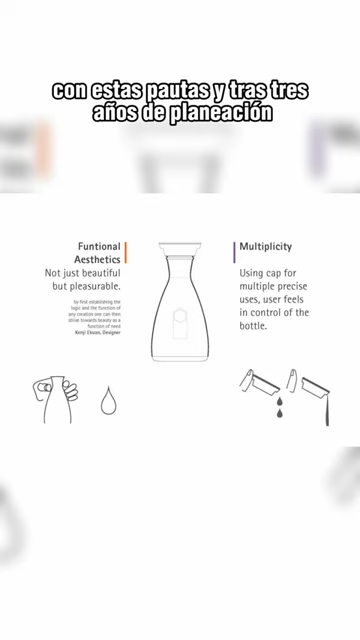 con estas pautas y tras tres
años de planeación
Funtional
Aesthetics
Not just beautiful
but pleasurable.
by first establishing the
logic and the function of
any creation one can then
strive towards beauty as a
function of need
Kenji Ekuan, Designer
Multiplicity
Using cap for
multiple precise
uses, user feels
in control of the
bottle.